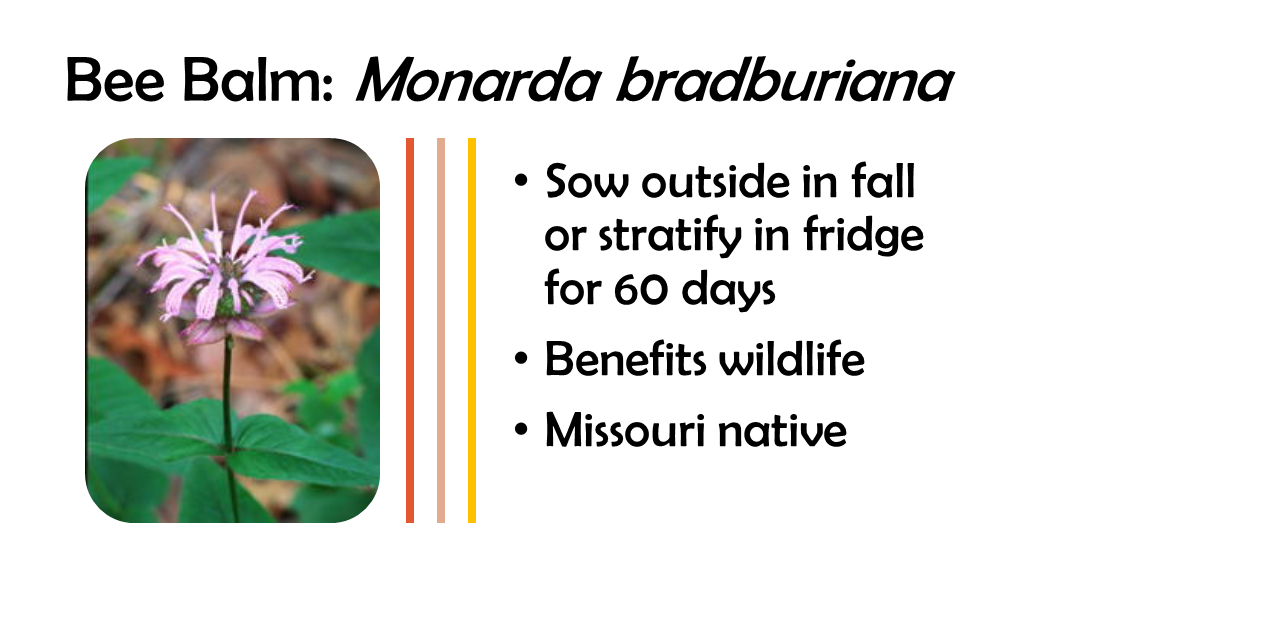 Bee Balm: Monarda bradburiana
• Sow outside in fall
or stratify in fridge
for 60 days
• Benefits wildlife
• Missouri native